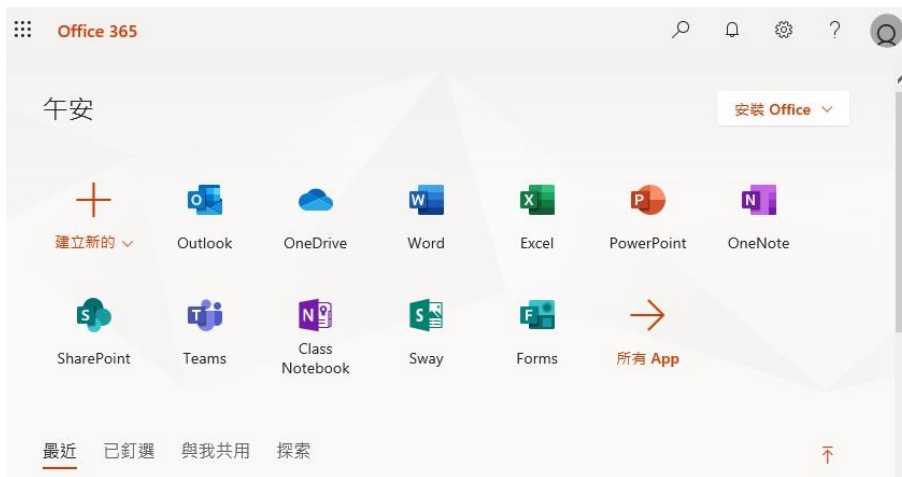 Office 365
?
午安
安裝 Office
建立新的 Outlook OneDrive Word Excel PowerPoint OneNote
SharePoint Teams Class Notebook Sway Forms 所有 App
最近 已釘選 與我共用 探索